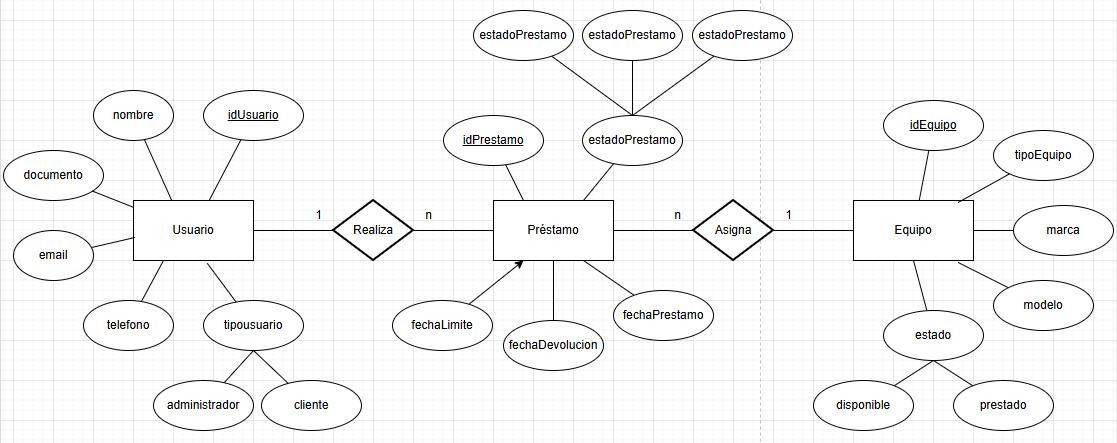 estadoPrestamo
estadoPrestamo
estadoPrestamo
nombre
idUsuario
idPrestamo
estadoPrestamo
idEquipo
tipoEquipo
documento
Usuario
1
Realiza
n
Préstamo
n
Asigna
1
Equipo
marca
email
telefono
tipousuario
fechaLimite
fechaDevolucion
fechaPrestamo
modelo
estado
administrador
cliente
disponible
prestado